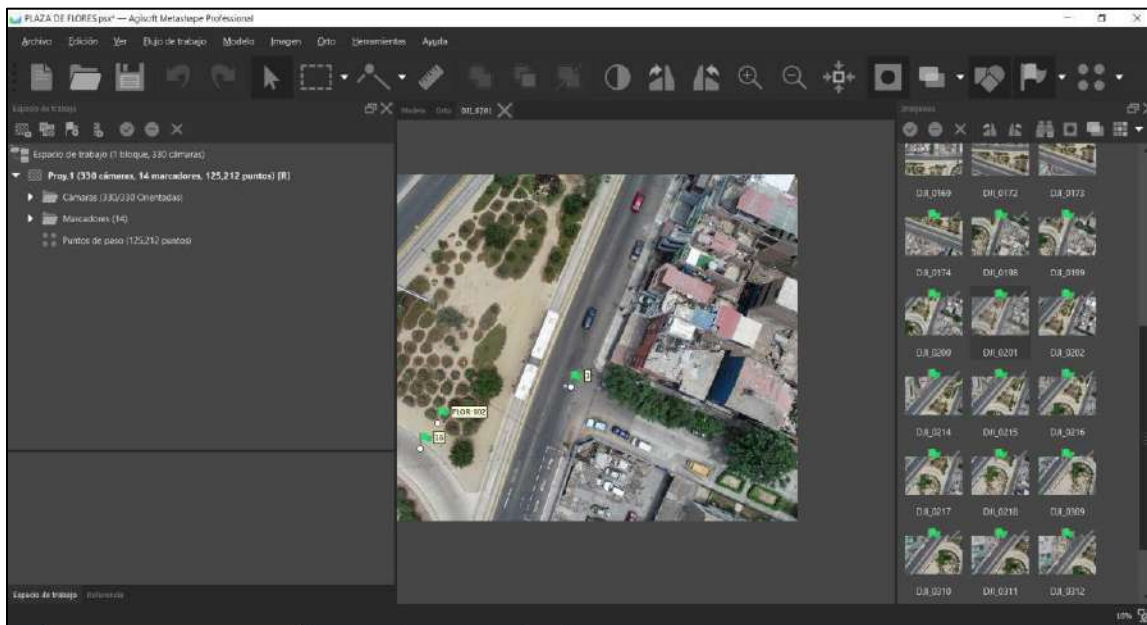 PLAZA DE FLORES.psx* — Agisoft Metashape Professional
Archivo Edición Ver Flujo de trabajo Modelo Imagen Orto Herramientas Ayuda
Espacio de trabajo
Modelo Orto DJI_0201
Imágenes
Espacio de trabajo (1 bloque, 330 cámaras)
Proy.1 (330 cámaras, 14 marcadores, 125,212 puntos) [R]
Cámaras (330/330 Orientadas)
Marcadores (14)
Puntos de paso (125,212 puntos)
3
FLOR-002
10
DJI_0169 DJI_0172 DJI_0173
DJI_0174 DJI_0198 DJI_0199
DJI_0200 DJI_0201 DJI_0202
DJI_0214 DJI_0215 DJI_0216
DJI_0217 DJI_0218 DJI_0309
DJI_0310 DJI_0311 DJI_0312
Espacio de trabajo Referencia
10%